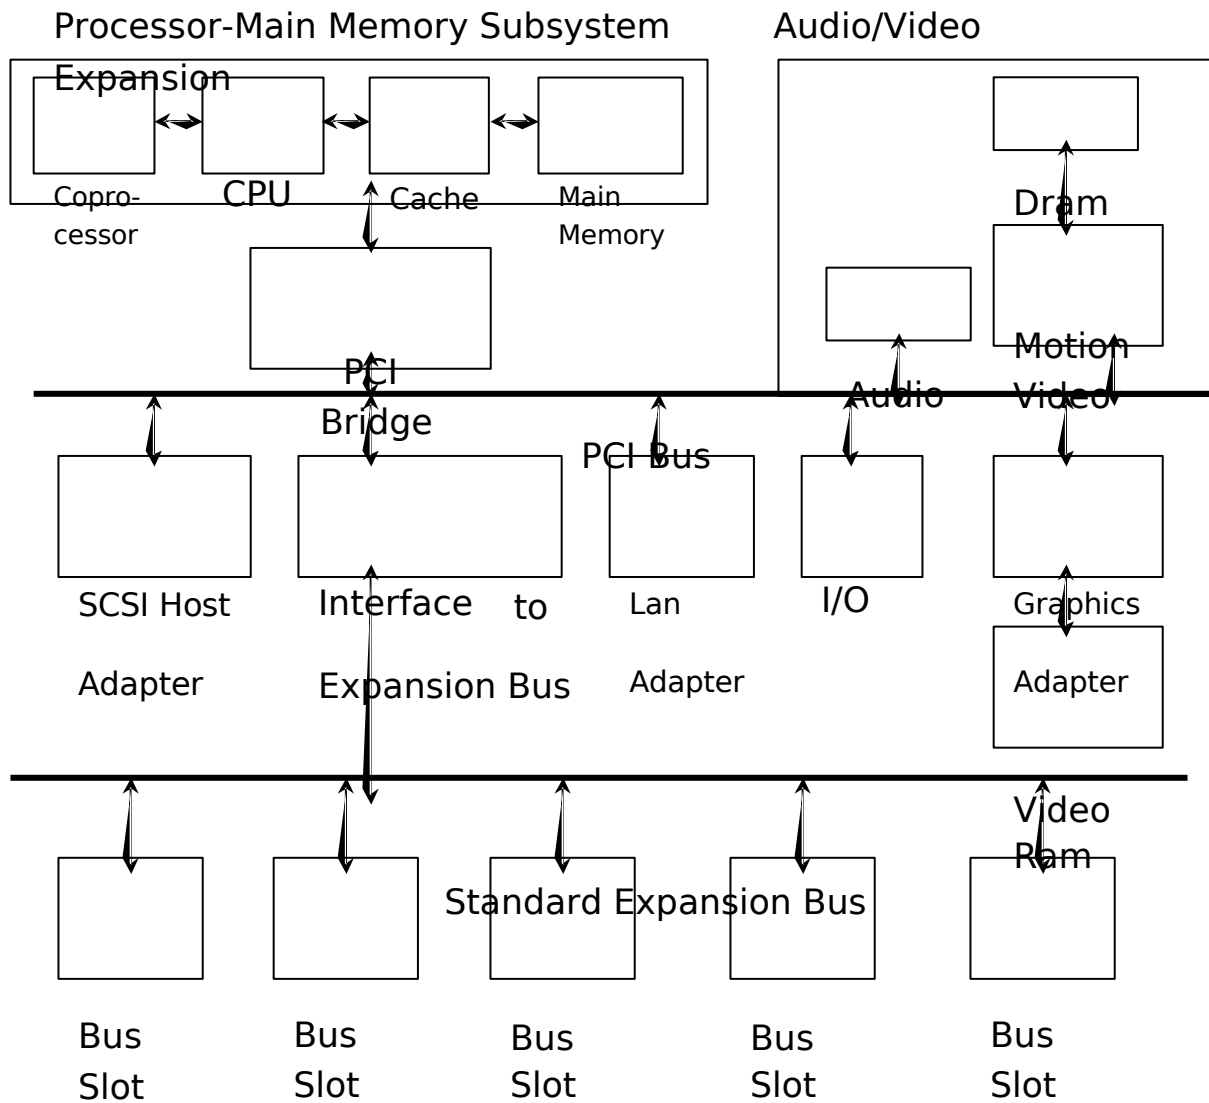 Processor-Main Memory Subsystem Audio/Video
Expansion
Copro- CPU Cache Main
cessor Memory
Dram
PCI
Bridge
Audio
Motion
Video
PCI Bus
SCSI Host
Adapter
Interface to
Expansion Bus
Lan
Adapter
I/O
Graphics
Adapter
Video
Ram
Standard Expansion Bus
Bus Bus Bus Bus Bus
Slot Slot Slot Slot Slot